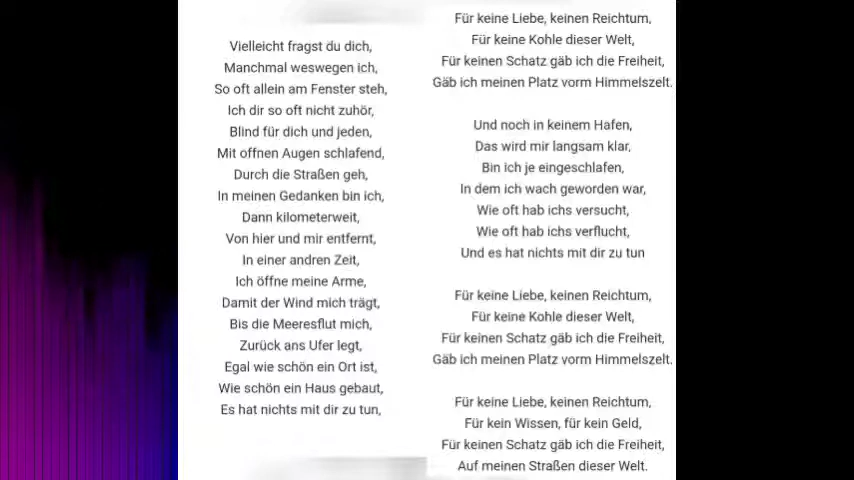 Vielleicht fragst du dich,
Manchmal weswegen ich,
So oft allein am Fenster steh,
Ich dir so oft nicht zuhör,
Blind für dich und jeden,
Mit offnen Augen schlafend,
Durch die Straßen geh,
In meinen Gedanken bin ich,
Dann kilometerweit,
Von hier und mir entfernt,
In einer andren Zeit,
Ich öffne meine Arme,
Damit der Wind mich trägt,
Bis die Meeresflut mich,
Zurück ans Ufer legt,
Egal wie schön ein Ort ist,
Wie schön ein Haus gebaut,
Es hat nichts mit dir zu tun,
Für keine Liebe, keinen Reichtum,
Für keine Kohle dieser Welt,
Für keinen Schatz gäb ich die Freiheit,
Gäb ich meinen Platz vorm Himmelszelt.
Und noch in keinem Hafen,
Das wird mir langsam klar,
Bin ich je eingeschlafen,
In dem ich wach geworden war,
Wie oft hab ichs versucht,
Wie oft hab ichs verflucht,
Und es hat nichts mit dir zu tun
Für keine Liebe, keinen Reichtum,
Für keine Kohle dieser Welt,
Für keinen Schatz gäb ich die Freiheit,
Gäb ich meinen Platz vorm Himmelszelt.
Für keine Liebe, keinen Reichtum,
Für kein Wissen, für kein Geld,
Für keinen Schatz gäb ich die Freiheit,
Auf meinen Straßen dieser Welt.